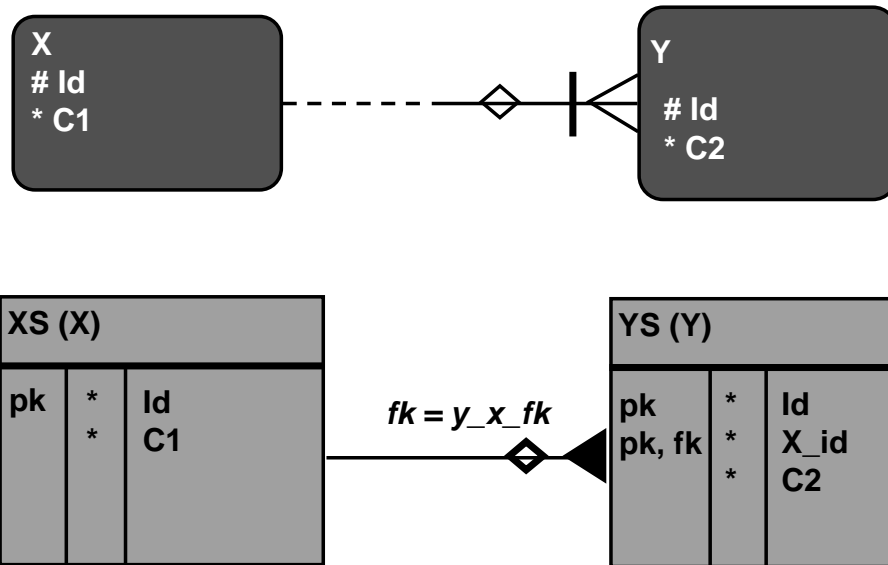 X
# Id
* C1
Y
# Id
* C2
XS (X)
pk * Id
* C1
fk = y_x_fk
YS (Y)
pk * Id
pk, fk * X_id
* C2